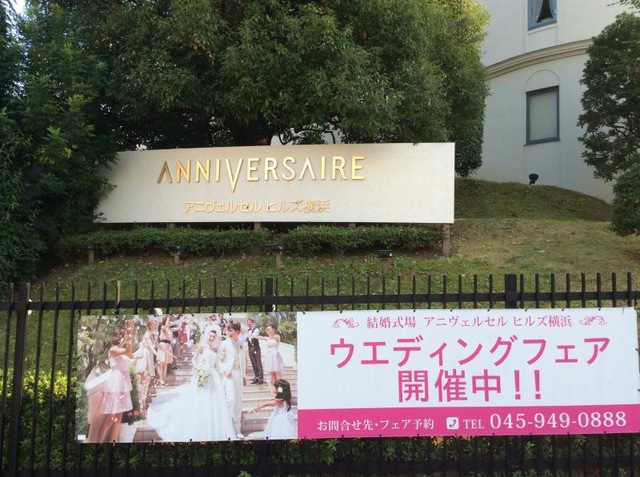 ANNIVERSAIRE
アニヴェルセル ヒルズ横浜
結婚式場 アニヴェルセル ヒルズ横浜
ウエディングフェア
開催中!!
お問合せ先・フェア予約 TEL 045-949-0888